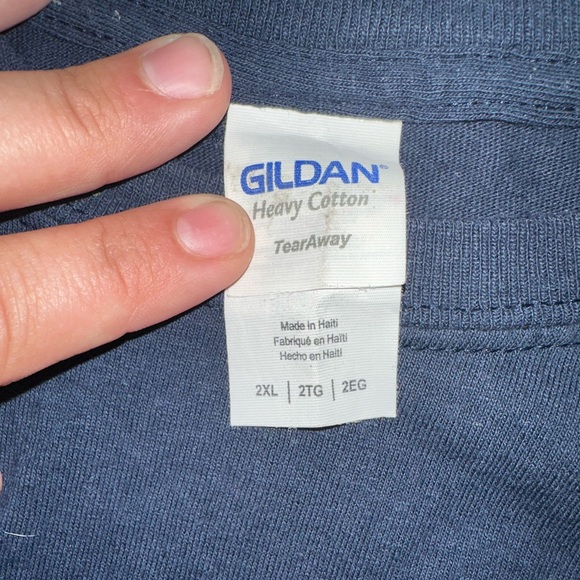 GILDAN
Heavy Cotton
TearAway
Made in Haiti
Fabriqué en Haïti
Hecho en Haití
2XL | 2TG | 2EG